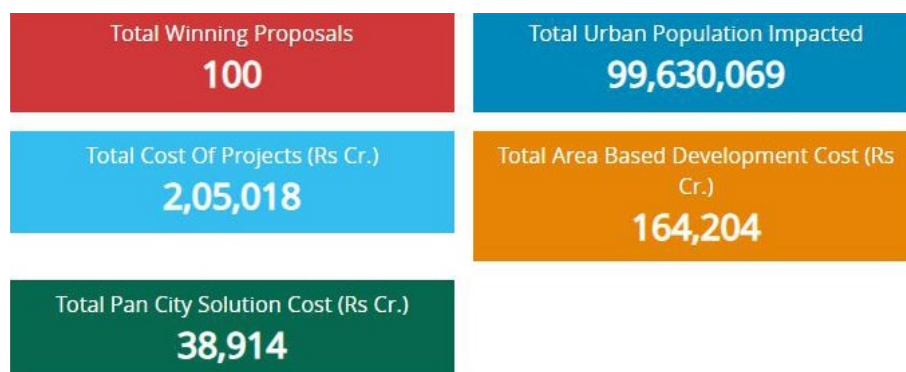 Total Winning Proposals
100
Total Urban Population Impacted
99,630,069
Total Cost Of Projects (Rs Cr.)
2,05,018
Total Area Based Development Cost (Rs
Cr.)
164,204
Total Pan City Solution Cost (Rs Cr.)
38,914